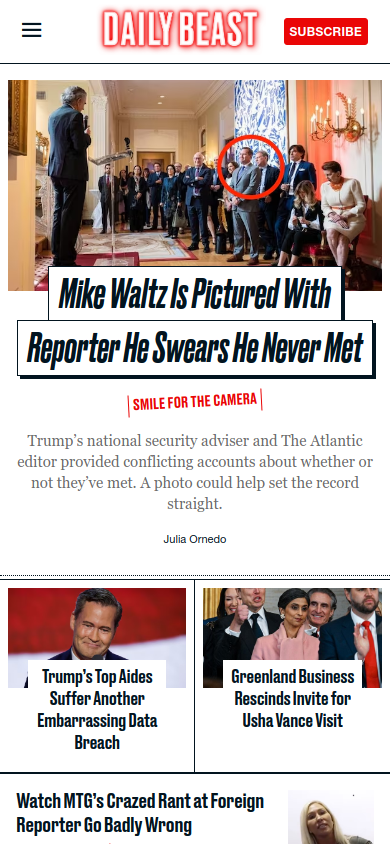 DAILY BEAST
SUBSCRIBE
Mike Waltz Is Pictured With
Reporter He Swears He Never Met
SMILE FOR THE CAMERA
Trump’s national security adviser and The Atlantic
editor provided conflicting accounts about whether or
not they’ve met. A photo could help set the record
straight.
Julia Ornedo
Trump’s Top Aides
Suffer Another
Embarrassing Data
Breach
Greenland Business
Rescinds Invite for
Usha Vance Visit
Watch MTG’s Crazed Rant at Foreign
Reporter Go Badly Wrong